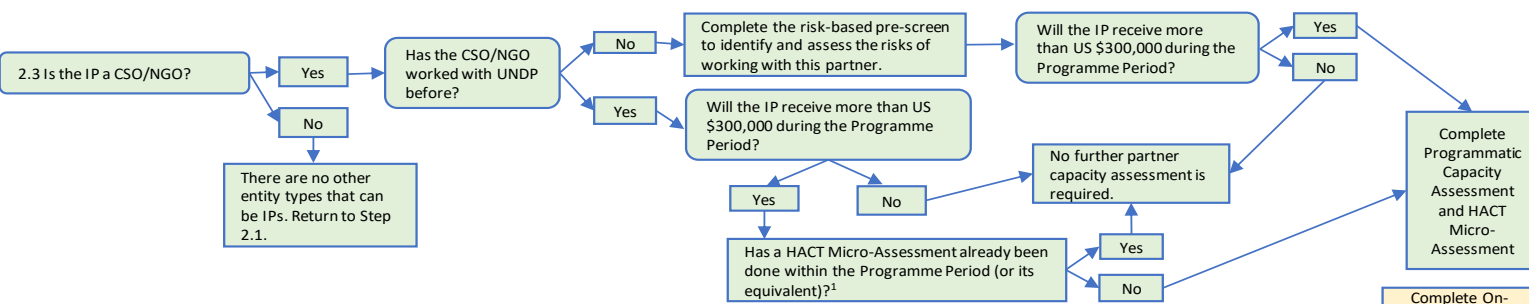 2.3 Is the IP a CSO/NGO?
Yes
No
There are no other
entity types that can
be IPs. Return to Step
2.1.
Has the CSO/NGO
worked with UNDP
before?
No
Yes
Complete the risk-based pre-screen
to identify and assess the risks of
working with this partner.
Will the IP receive more
than US $300,000 during the
Programme Period?
Yes
No
Will the IP receive more than US
$300,000 during the Programme
Period?
Yes
No
No further partner
capacity assessment is
required.
Has a HACT Micro-Assessment already been
done within the Programme Period (or its
equivalent)?¹
Yes
No
Complete
Programmatic
Capacity
Assessment
and HACT
Micro-
Assessment
Complete On-